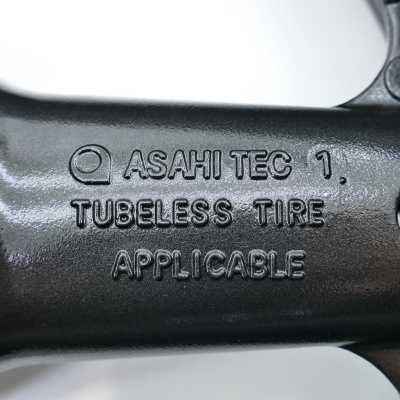 ASAHI TEC 1,
TUBELESS TIRE
APPLICABLE